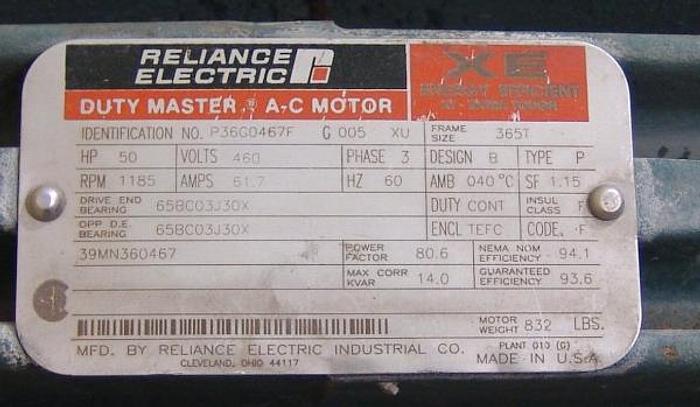 RELIANCE ELECTRIC XE
DUTY MASTER ® A-C MOTOR ENERGY EFFICIENT
IDENTIFICATION NO. P36G0467F G 005 XU FRAME SIZE 365T
HP 50 VOLTS 460 PHASE 3 DESIGN B TYPE P
RPM 1185 AMPS 61.7 HZ 60 AMB 040 °C SF 1.15
DRIVE END BEARING 65BC03J30X DUTY CONT INSUL CLASS F
OPP D.E. BEARING 65BC03J30X ENCL TEFC CODE F
39MN360467 POWER FACTOR 80.6 NEMA NOM EFFICIENCY 94.1
MAX CORR KVAR 14.0 GUARANTEED EFFICIENCY 93.6
MOTOR WEIGHT 832 LBS.
MFD. BY RELIANCE ELECTRIC INDUSTRIAL CO. PLANT 010 (G)
CLEVELAND, OHIO 44117 MADE IN U.S.A.